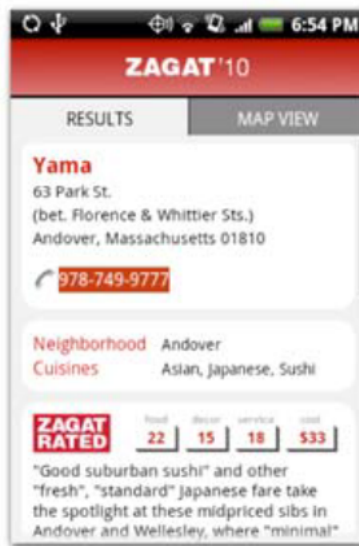 6:54 PM
ZAGAT '10
RESULTS MAP VIEW
Yama
63 Park St.
(bet. Florence & Whittier Sts.)
Andover, Massachusetts 01810
978-749-9777
Neighborhood Andover
Cuisines Asian, Japanese, Sushi
ZAGAT RATED
food decor service cost
22 15 18 $33
"Good suburban sushi" and other
"fresh", "standard" Japanese fare take
the spotlight at these midpriced sibs in
Andover and Wellesley, where "minimal"